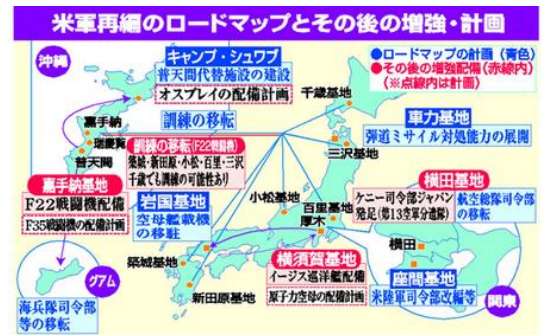 米軍再編のロードマップとその後の増強・計画
●ロードマップの計画（青色）
●その後の増強配備（赤線内）
（※点線内は計画）
沖縄
キャンプ・シュワブ
普天間代替施設の建設
オスプレイの配備計画
訓練の移転
訓練の移転（F22戦闘機）
築城・新田原・小松・百里・三沢
千歳でも訓練の可能性あり
嘉手納
瑞慶覧
普天間
嘉手納基地
F22戦闘機配備
F35戦闘機の配備計画
グアム
海兵隊司令部
等の移転
岩国基地
空母艦載機
の移駐
築城基地
新田原基地
小松基地
百里基地
厚木
千歳基地
車力基地
弾道ミサイル対処能力の展開
三沢基地
横須賀基地
イージス巡洋艦配備
原子力空母の配備計画
横田基地
ケニー司令部ジャパン
発足（第13空軍分遣隊）
航空総隊司令部
の移転
横田
座間基地
米陸軍司令部改編等
関東